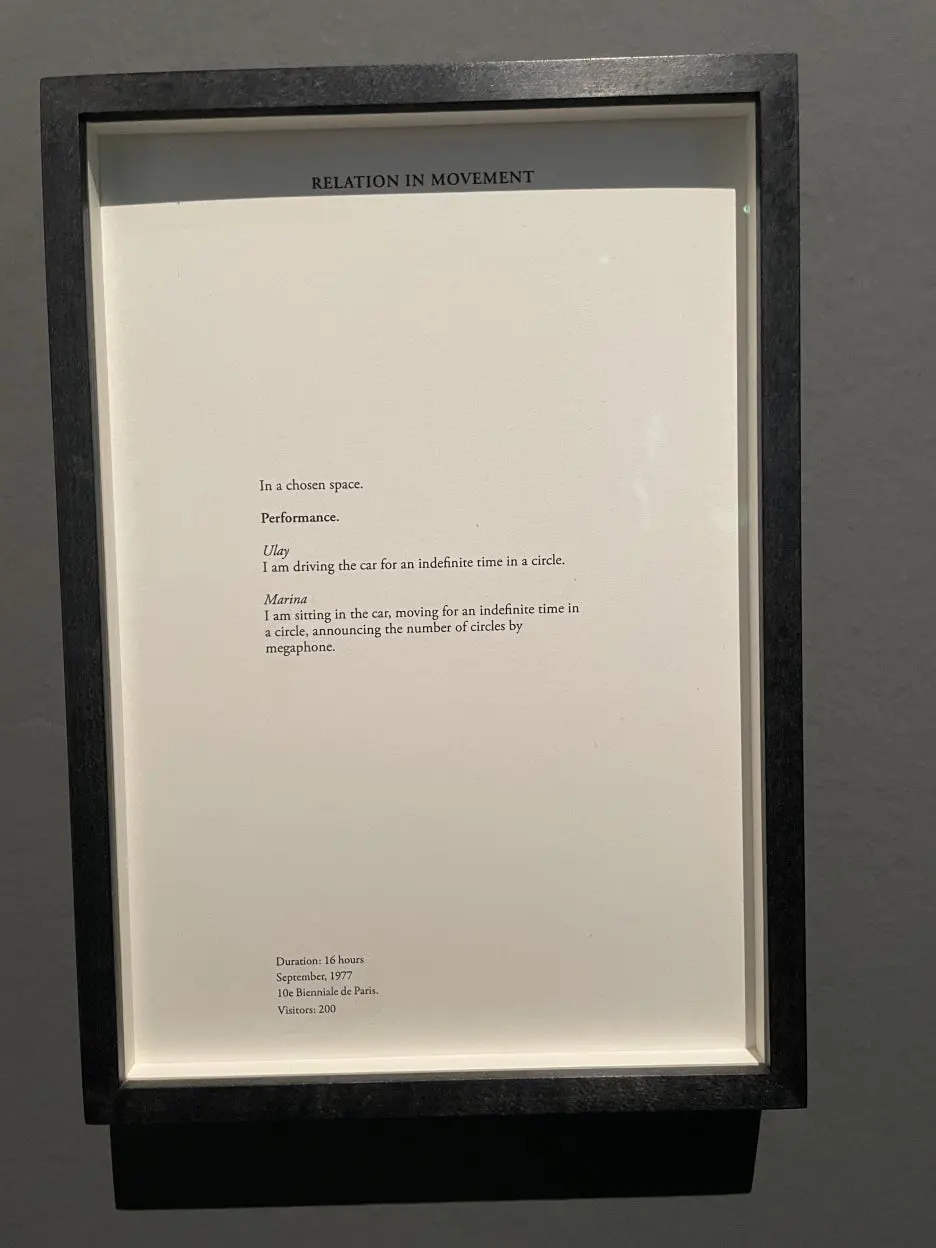 RELATION IN MOVEMENT
In a chosen space.
Performance.
Ulay
I am driving the car for an indefinite time in a circle.
Marina
I am sitting in the car, moving for an indefinite time in
a circle, announcing the number of circles by
megaphone.
Duration: 16 hours
September, 1977
10e Bienniale de Paris.
Visitors: 200